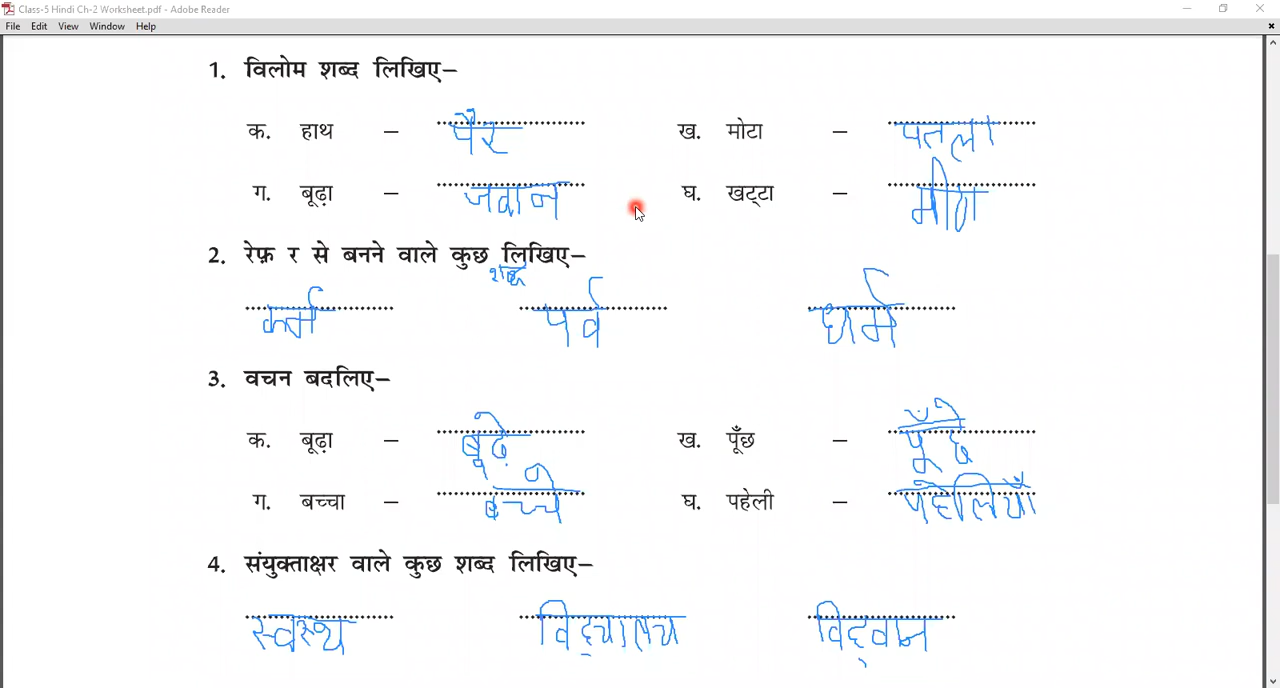 Class-5 Hindi Ch-2 Worksheet.pdf - Adobe Reader
File Edit View Window Help
1. विलोम शब्द लिखिए–
क. हाथ – पैर ख. मोटा – पतला
ग. बूढ़ा – जवान घ. खट्‌टा – मीठा
2. रेफ़ र से बनने वाले कुछ लिखिए–
शब्द
कर्म पर्व धर्म
3. वचन बदलिए–
क. बूढ़ा – बूढ़े ख. पूँछ – पूँछे
ग. बच्चा – बच्चे घ. पहेली – पहेलियाँ
4. संयुक्ताक्षर वाले कुछ शब्द लिखिए–
स्वस्थ विद्‌यालय विद्‌वान